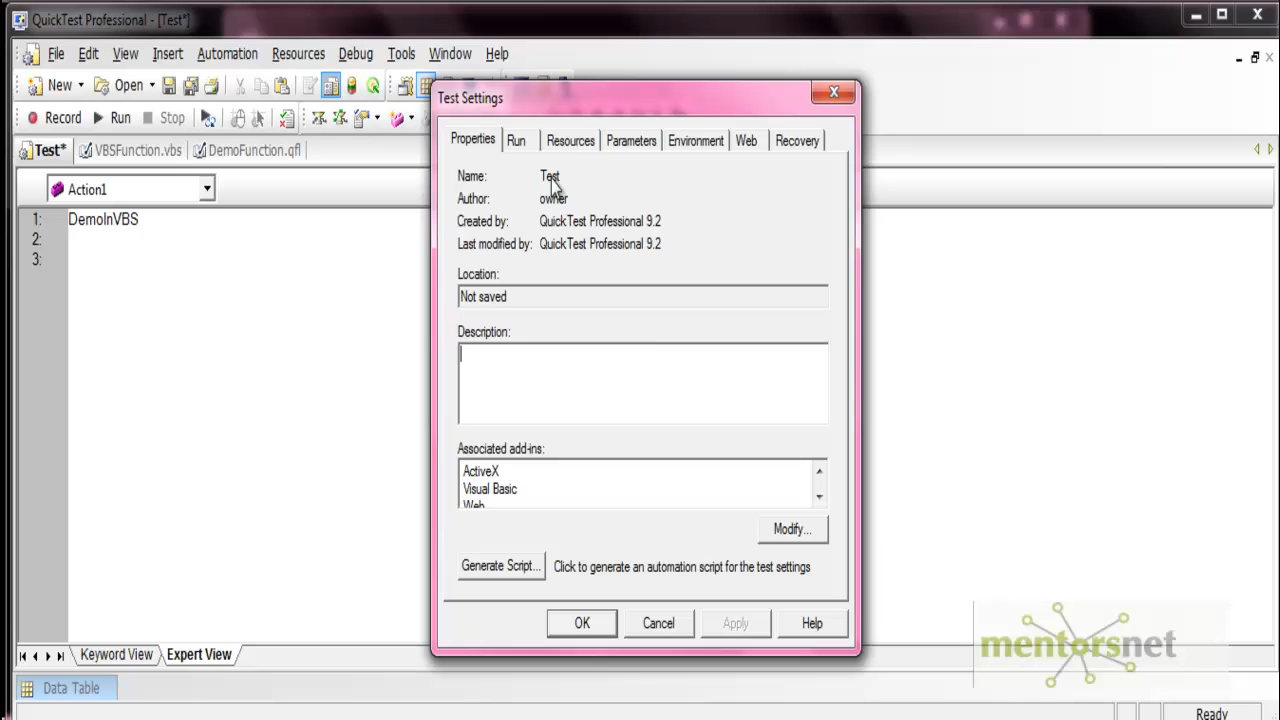 QuickTest Professional - [Test*]
File Edit View Insert Automation Resources Debug Tools Window Help
New Open
Record Run Stop
Test* VBSFunction.vbs DemoFunction.qfl
Action1
1: DemoInVBS
2:
3:
Test Settings
Properties Run Resources Parameters Environment Web Recovery
Name: Test
Author: owner
Created by: QuickTest Professional 9.2
Last modified by: QuickTest Professional 9.2
Location:
Not saved
Description:
Associated add-ins:
ActiveX
Visual Basic
Web
Modify...
Generate Script... Click to generate an automation script for the test settings
OK Cancel Apply Help
mentorsnet
Keyword View Expert View
Data Table
Ready